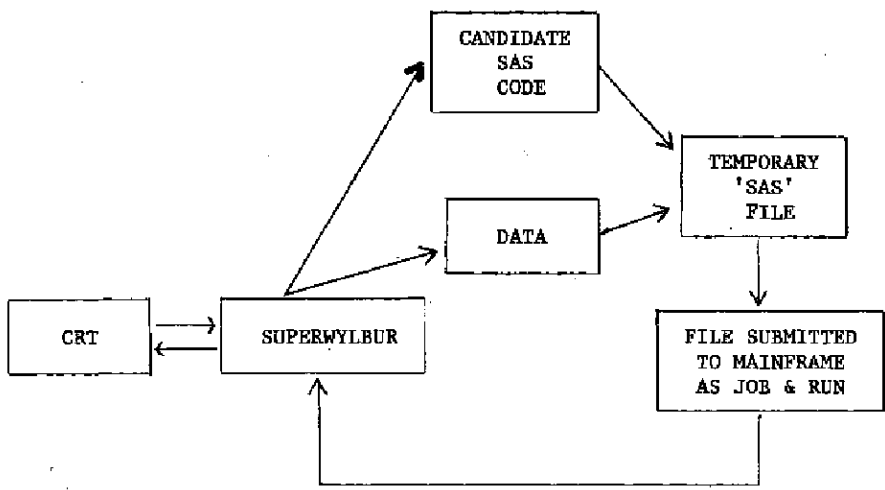 CANDIDATE
SAS
CODE
TEMPORARY
'SAS'
FILE
DATA
CRT
SUPERWYLBUR
FILE SUBMITTED
TO MAINFRAME
AS JOB & RUN